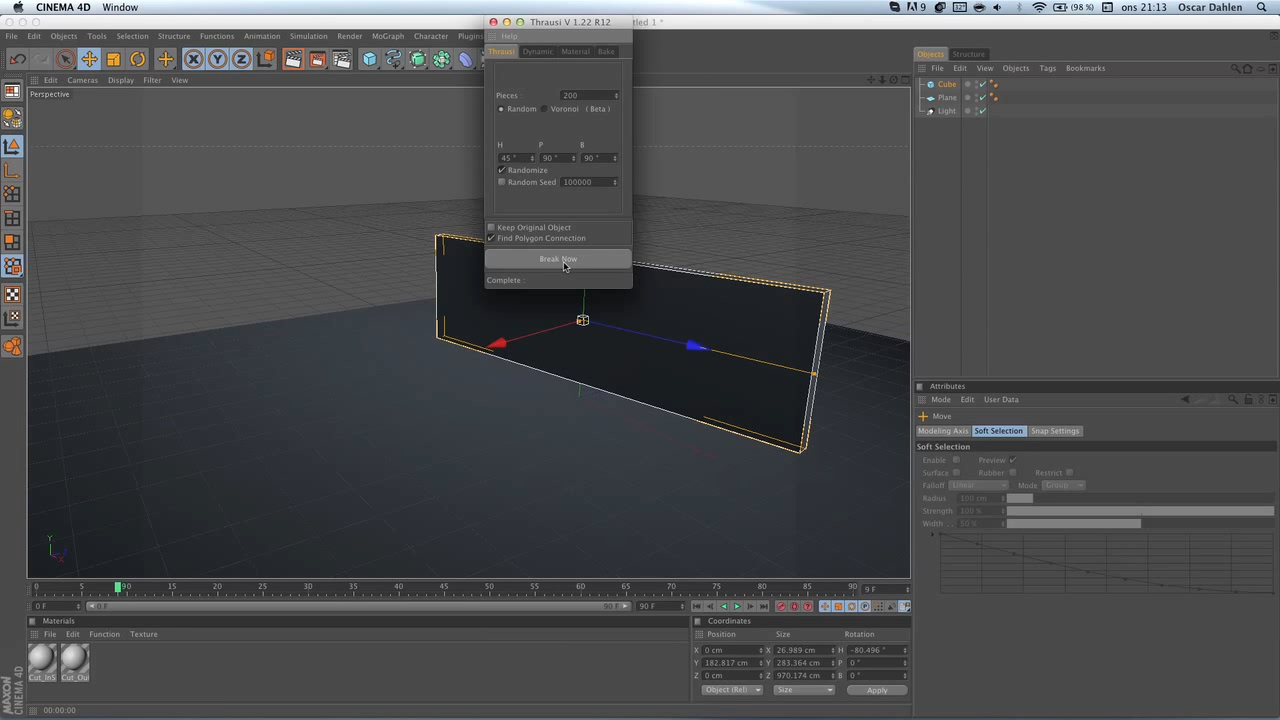 CINEMA 4D Window
9
(98 %)
ons 21:13 Oscar Dahlen
Thrausi V 1.22 R12
tled 1 *
File Edit Objects Tools Selection Structure Functions Animation Simulation Render MoGraph Character Plugins
Help
Thrausi Dynamic Material Bake
Pieces : 200
Random Voronoi ( Beta )
H P B
45 ° 90 ° 90 °
Randomize
Random Seed 100000
Keep Original Object
Find Polygon Connection
Break Now
Complete :
Edit Cameras Display Filter View
Perspective
Y
X
Objects Structure
File Edit View Objects Tags Bookmarks
Cube
Plane
Light
Attributes
Mode Edit User Data
Move
Modeling Axis Soft Selection Snap Settings
Soft Selection
Enable Preview
Surface Rubber Restrict
Falloff Linear Mode Group
Radius 100 cm
Strength 100 %
Width . . 50 %
0 5 90 15 20 25 30 35 40 45 50 55 60 65 70 75 80 85 90 9 F
0 F 0 F 90 F 90 F
Materials
File Edit Function Texture
Cut_InS Cut_Ou
Coordinates
Position Size Rotation
X 0 cm X 26.989 cm H -80.496 °
Y 182.817 cm Y 283.364 cm P 0 °
Z 0 cm Z 970.174 cm B 0 °
Object (Rel) Size Apply
MAXON
CINEMA 4D
00:00:00